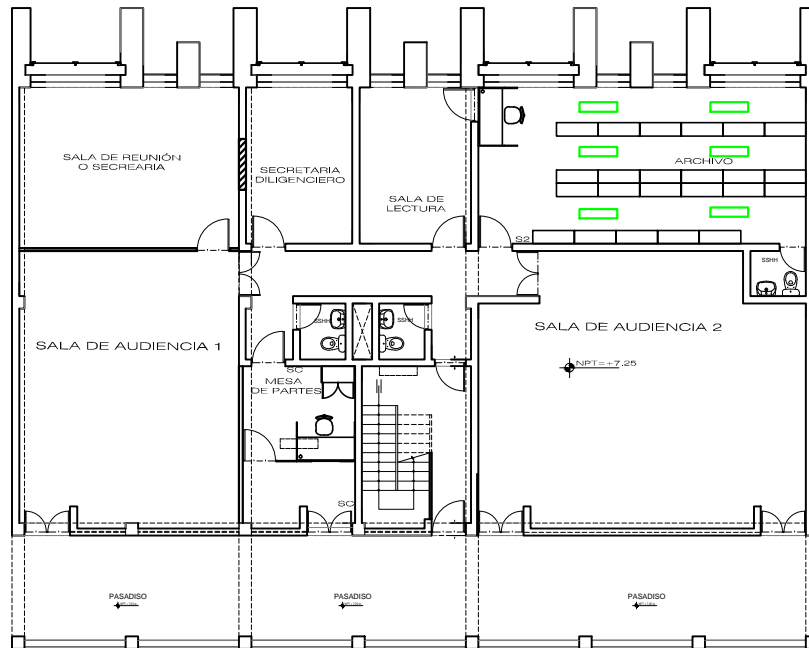 SALA DE REUNIÓN
O SECREARIA
SECRETARIA
DILIGENCIERO
SALA DE
LECTURA
ARCHIVO
S2
SSHH
SALA DE AUDIENCIA 1
SSHH
SSHH
SALA DE AUDIENCIA 2
NPT=+7.25
SC
MESA
DE PARTES
SC
PASADISO
PASADISO
PASADISO